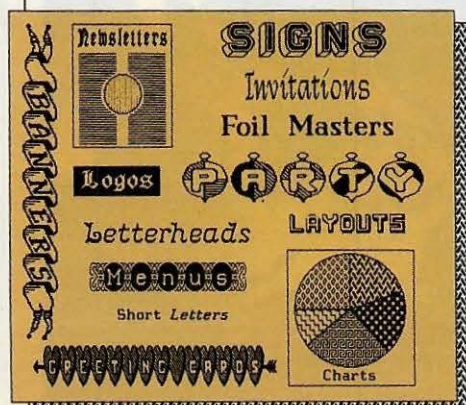 BANNERS
Newsletters
SIGNS
Invitations
Foil Masters
Logos
PARTY
Letterheads
LAYOUTS
Menus
Short Letters
GREETING CARDS
Charts